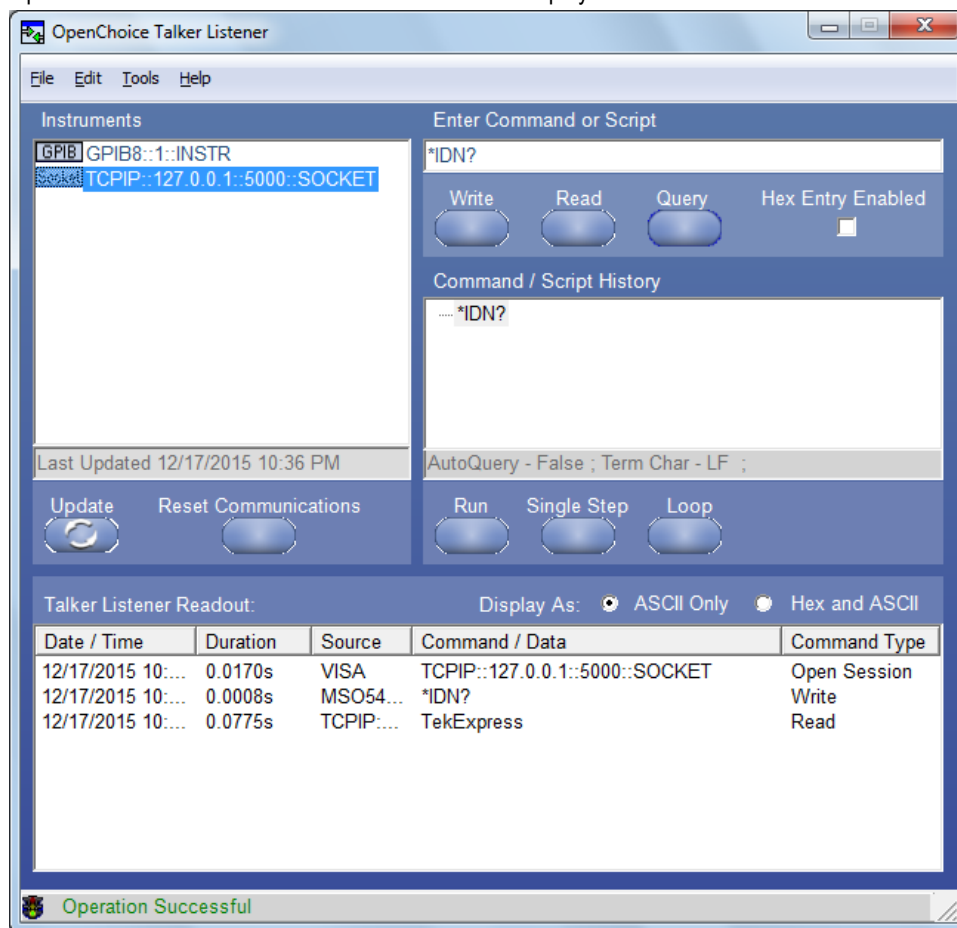 OpenChoice Talker Listener
File Edit Tools Help
Instruments
GPIB GPIB8::1::INSTR
Socket TCPIP::127.0.0.1::5000::SOCKET
Last Updated 12/17/2015 10:36 PM
Update Reset Communications
Enter Command or Script
*IDN?
Write Read Query Hex Entry Enabled
Command / Script History
*IDN?
AutoQuery - False ; Term Char - LF ;
Run Single Step Loop
Talker Listener Readout: Display As: ASCII Only Hex and ASCII
Date / Time Duration Source Command / Data Command Type
12/17/2015 10:... 0.0170s VISA TCPIP::127.0.0.1::5000::SOCKET Open Session
12/17/2015 10:... 0.0008s MSO54... *IDN? Write
12/17/2015 10:... 0.0775s TCPIP:... TekExpress Read
Operation Successful